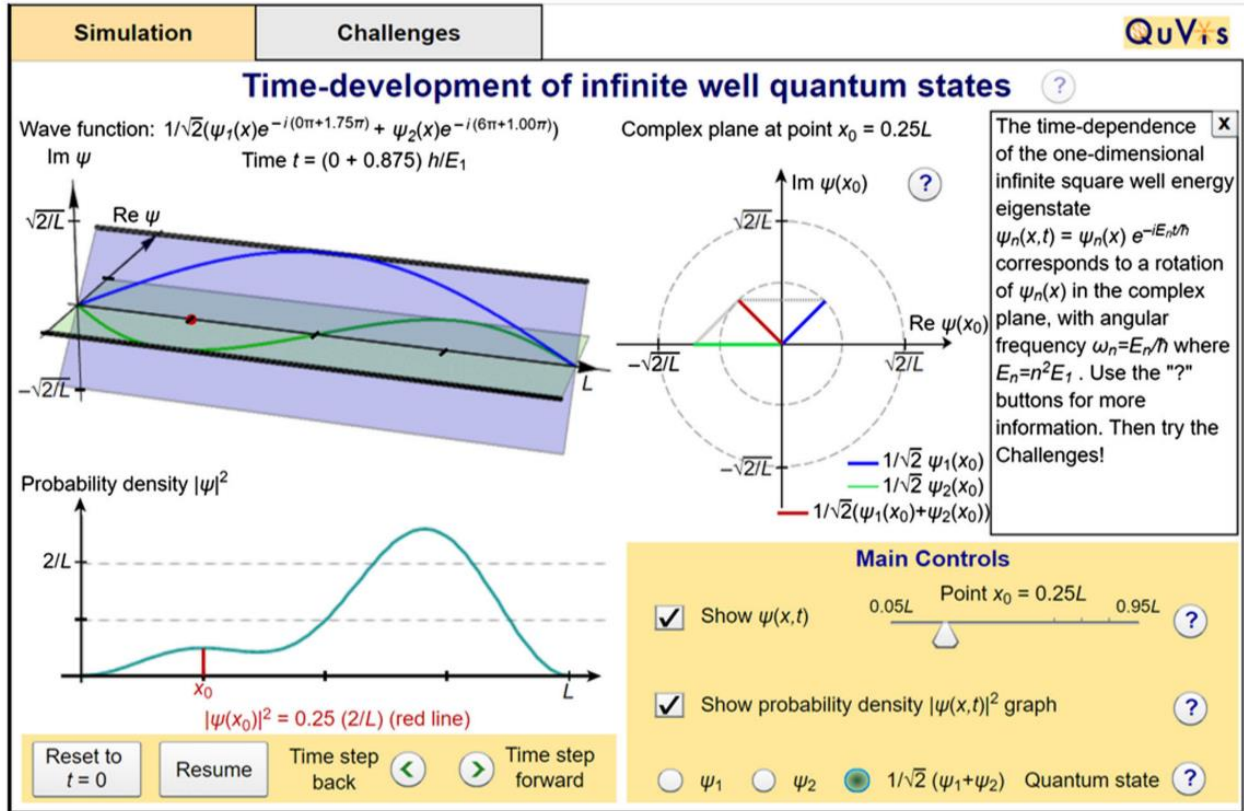 Simulation
Challenges
QuVis
Time-development of infinite well quantum states ?
Wave function: 1/√2(ψ₁(x)e^−i(0π+1.75π) + ψ₂(x)e^−i(6π+1.00π))
Time t = (0 + 0.875) h/E₁
Im ψ
√2/L
Re ψ
−√2/L
L
Complex plane at point x₀ = 0.25L
Im ψ(x₀)
?
√2/L
Re ψ(x₀)
−√2/L
√2/L
−√2/L
1/√2 ψ₁(x₀)
1/√2 ψ₂(x₀)
1/√2(ψ₁(x₀)+ψ₂(x₀))
X
The time-dependence
of the one-dimensional
infinite square well energy
eigenstate
ψₙ(x,t) = ψₙ(x) e^−iEₙt/ħ
corresponds to a rotation
of ψₙ(x) in the complex
plane, with angular
frequency ωₙ=Eₙ/ħ where
Eₙ=n²E₁ . Use the "?"
buttons for more
information. Then try the
Challenges!
Probability density |ψ|²
2/L
x₀
L
|ψ(x₀)|² = 0.25 (2/L) (red line)
Reset to
t = 0
Resume
Time step
back
<
>
Time step
forward
Main Controls
Show ψ(x,t)
Point x₀ = 0.25L
0.05L
0.95L
?
Show probability density |ψ(x,t)|² graph
?
ψ₁
ψ₂
1/√2 (ψ₁+ψ₂)
Quantum state
?